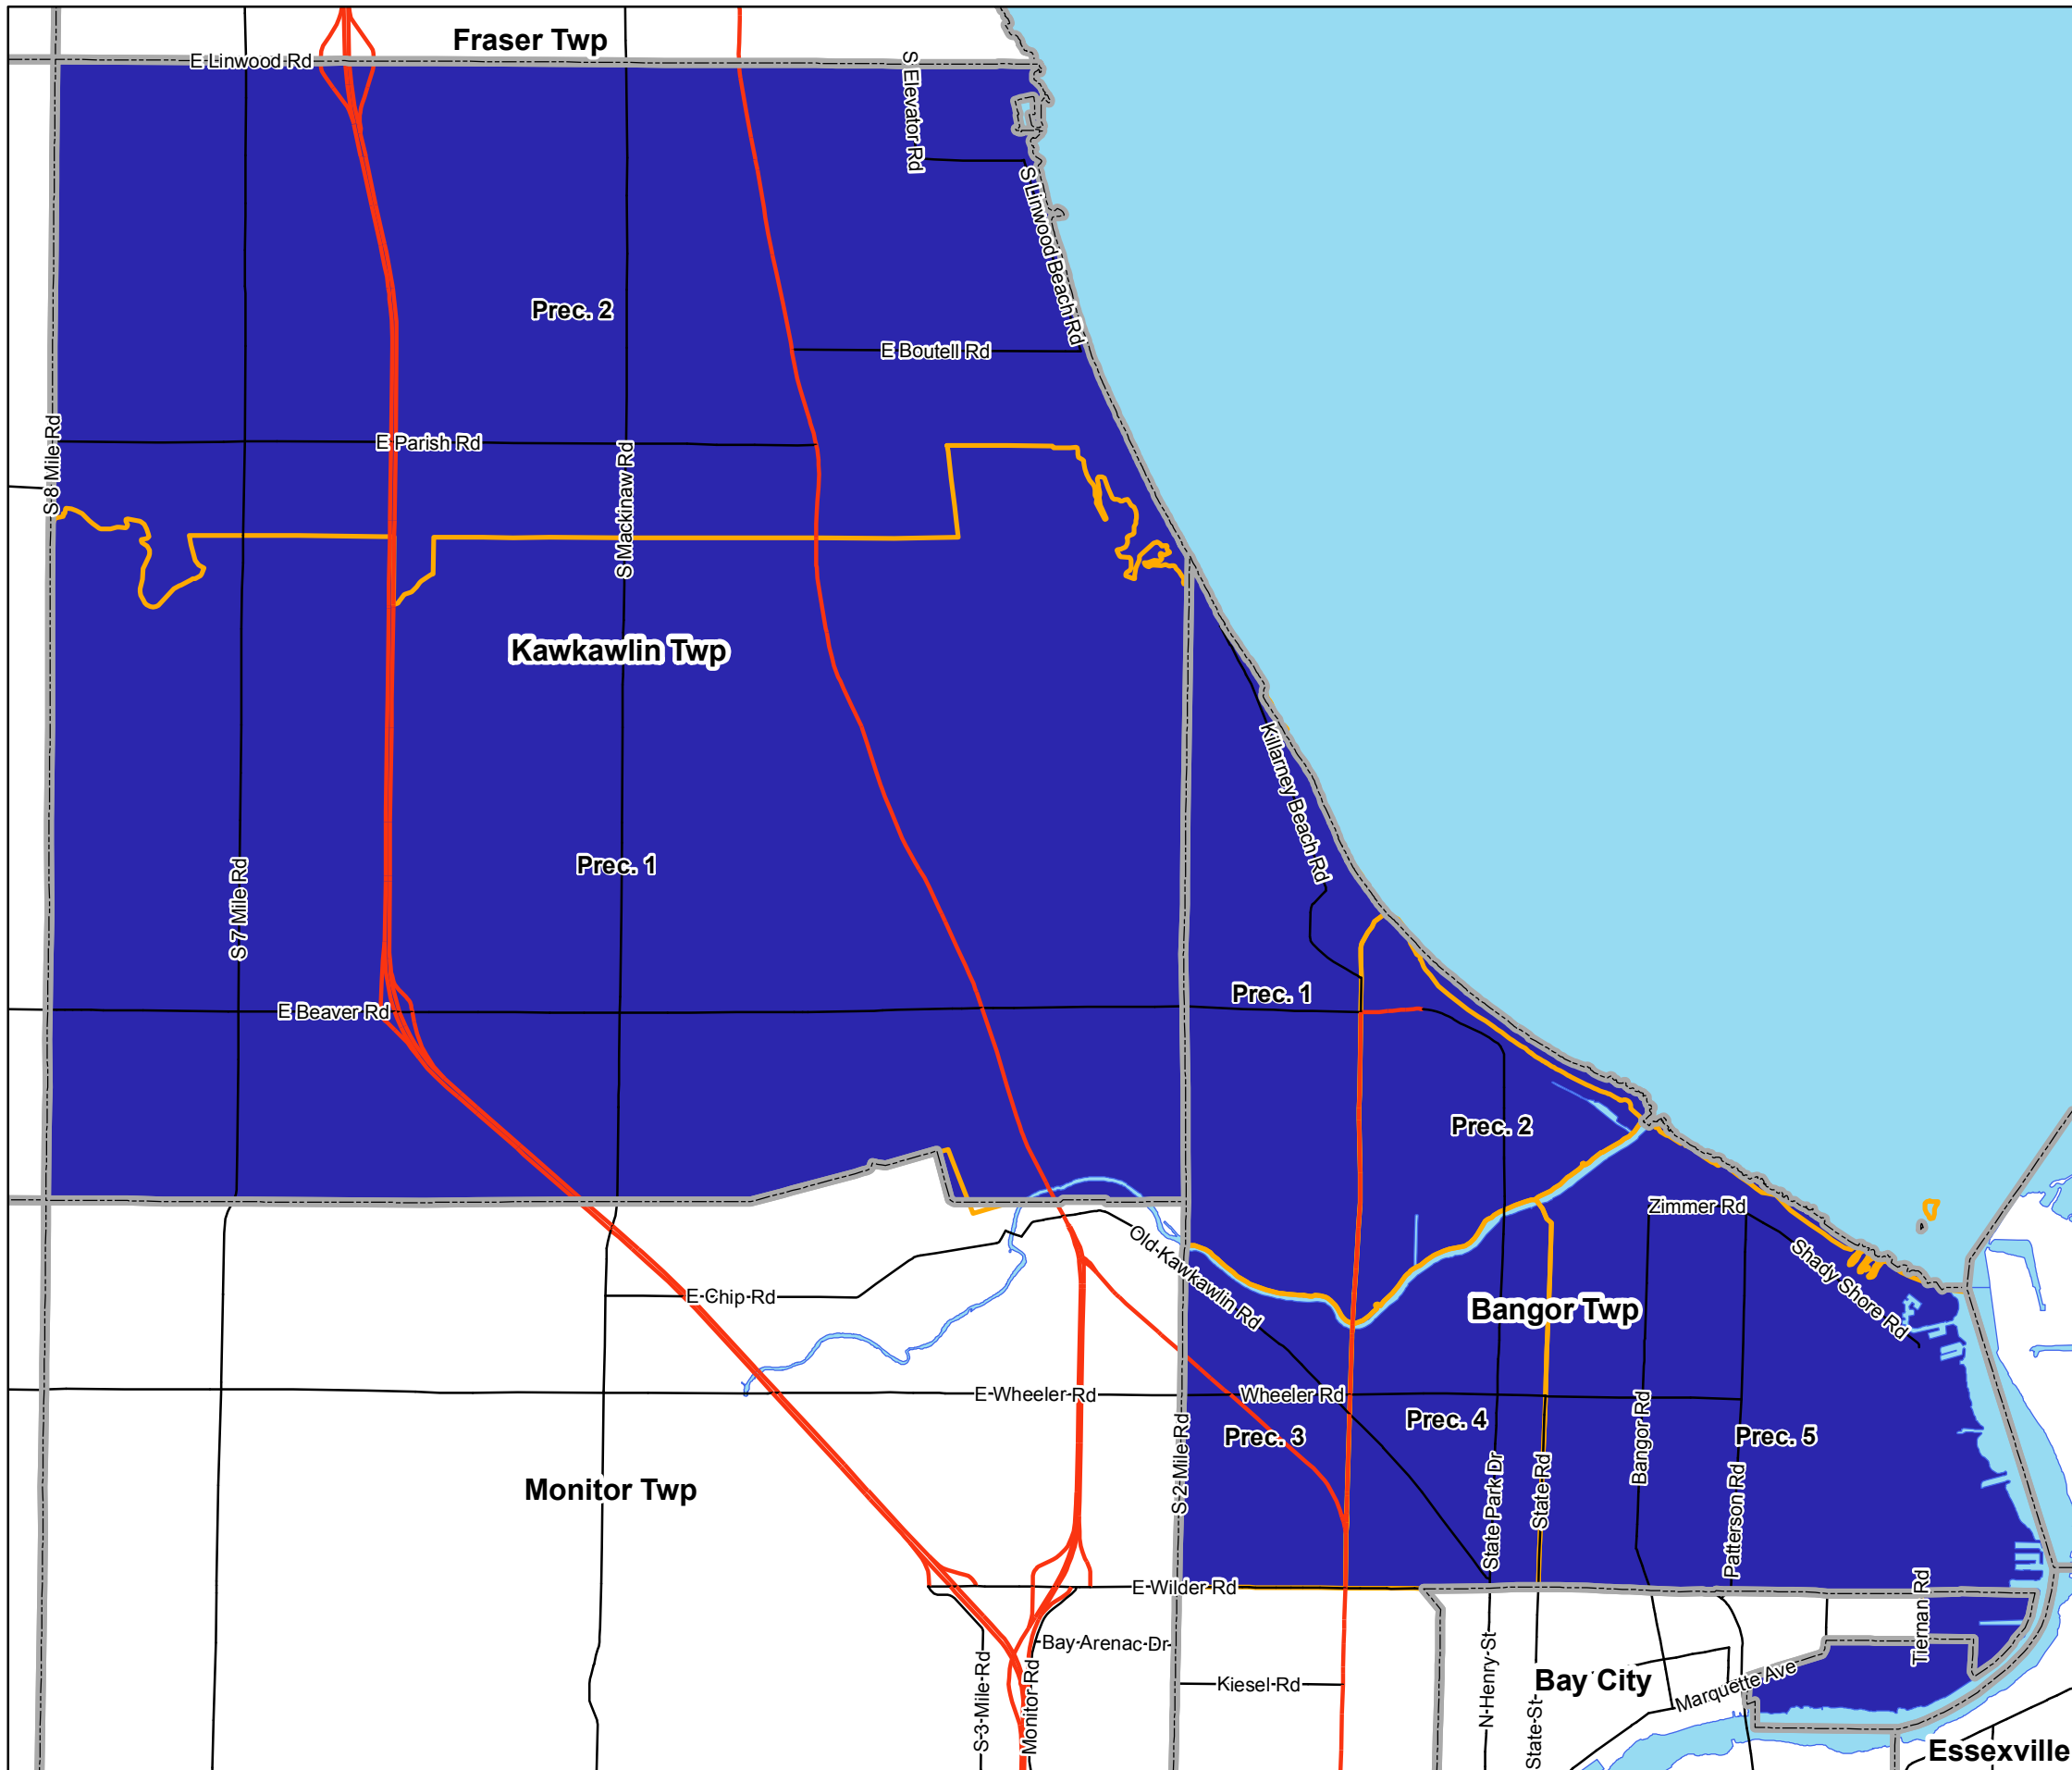 Fraser Twp
E Linwood Rd
S Elevator Rd
S Linwood Beach Rd
Prec. 2
E Boutell Rd
S 8 Mile Rd
E Parish Rd
S Mackinaw Rd
Kawkawlin Twp
Killarney Beach Rd
Prec. 1
S 7 Mile Rd
Prec. 1
E Beaver Rd
Prec. 2
Zimmer Rd
Old Kawkawlin Rd
Shady Shore Rd
E Chip Rd
Bangor Twp
E Wheeler Rd
Wheeler Rd
Prec. 4
Prec. 3
Bangor Rd
Prec. 5
S 2 Mile Rd
State Park Dr
State Rd
Patterson Rd
Monitor Twp
E Wilder Rd
Tiernan Rd
Bay Arenac Dr
S 3 Mile Rd
Monitor Rd
Kiesel Rd
N Henry St
State St
Bay City
Marquette Ave
Essexville